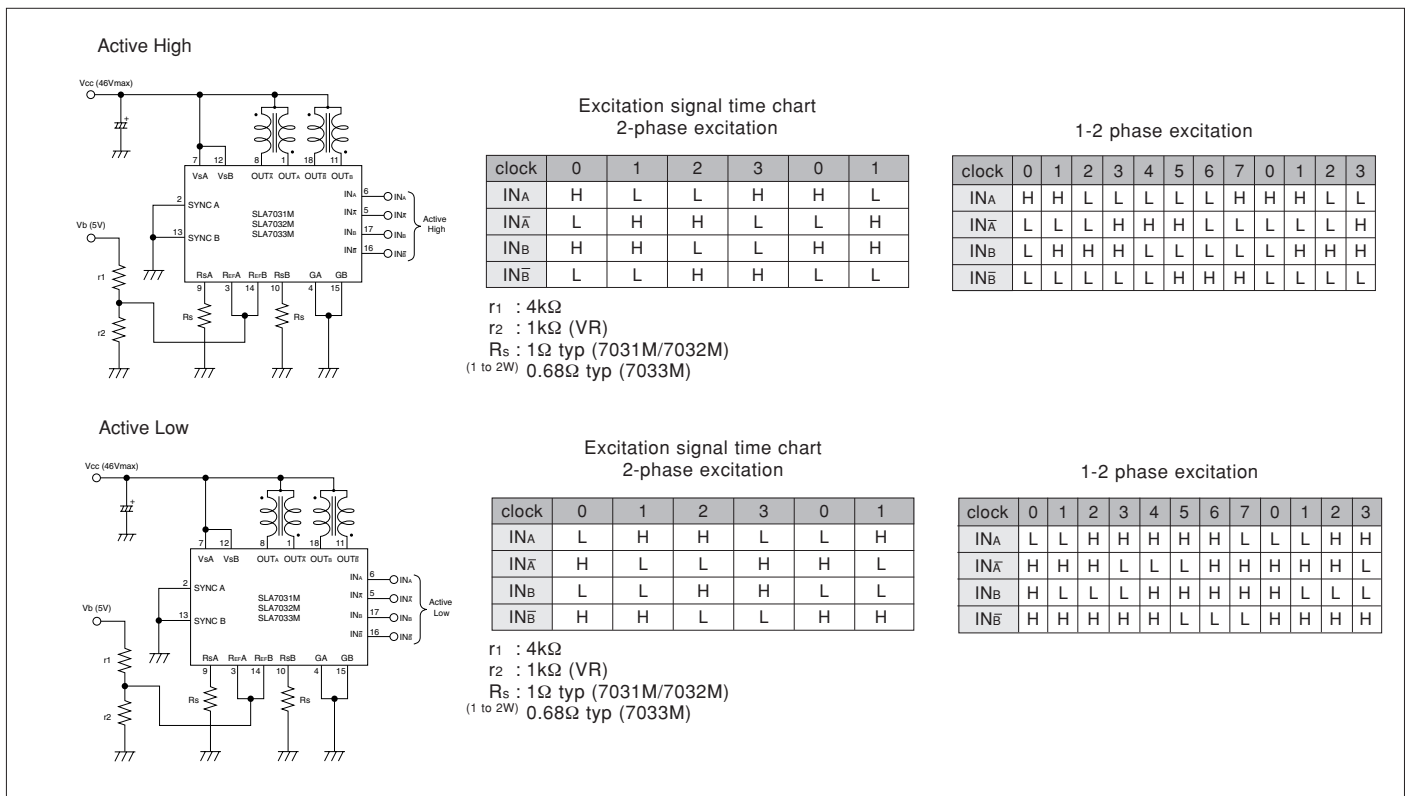 Active High
Vcc (46Vmax)
7 12 8 1 18 11
VSA VSB OUTA̅ OUTA OUTB̅ OUTB
2 SYNC A
13 SYNC B
SLA7031M
SLA7032M
SLA7033M
INA 6 INA
INA̅ 5 INA̅
INB 17 INB
INB̅ 16 INB̅
Active
High
Vb (5V)
r1
r2
RSA REFA REFB RSB GA GB
9 3 14 10 4 15
Rs Rs
Excitation signal time chart
2-phase excitation
clock 0 1 2 3 0 1
INA H L L H H L
INA̅ L H H L L H
INB H H L L H H
INB̅ L L H H L L
r1 : 4kΩ
r2 : 1kΩ (VR)
Rs : 1Ω typ (7031M/7032M)
(1 to 2W) 0.68Ω typ (7033M)
1-2 phase excitation
clock 0 1 2 3 4 5 6 7 0 1 2 3
INA H H L L L L L H H H L L
INA̅ L L L H H H L L L L L H
INB L H H H L L L L L H H H
INB̅ L L L L L H H H L L L L
Active Low
Vcc (46Vmax)
7 12 8 1 18 11
VSA VSB OUTA OUTA̅ OUTB OUTB̅
2 SYNC A
13 SYNC B
SLA7031M
SLA7032M
SLA7033M
INA 6 INA
INA̅ 5 INA̅
INB 17 INB
INB̅ 16 INB̅
Active
Low
Vb (5V)
r1
r2
RSA REFA REFB RSB GA GB
9 3 14 10 4 15
Rs Rs
Excitation signal time chart
2-phase excitation
clock 0 1 2 3 0 1
INA L H H L L H
INA̅ H L L H H L
INB L L H H L L
INB̅ H H L L H H
r1 : 4kΩ
r2 : 1kΩ (VR)
Rs : 1Ω typ (7031M/7032M)
(1 to 2W) 0.68Ω typ (7033M)
1-2 phase excitation
clock 0 1 2 3 4 5 6 7 0 1 2 3
INA L L H H H H H L L L H H
INA̅ H H H L L L H H H H H L
INB H L L L H H H H H L L L
INB̅ H H H H H L L L H H H H